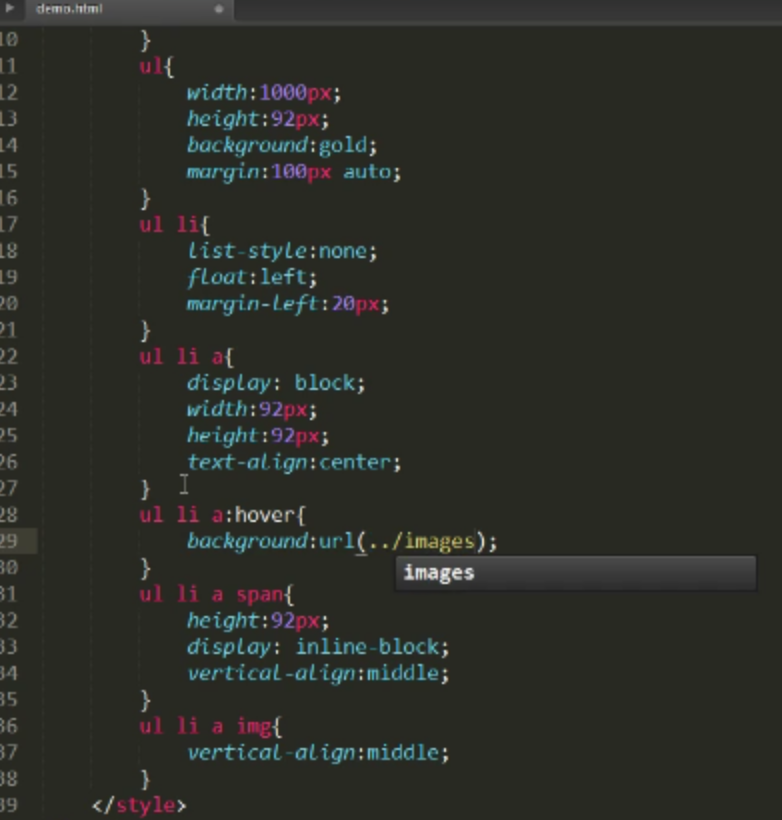 demo.html
10 }
11 ul{
12 width:1000px;
13 height:92px;
14 background:gold;
15 margin:100px auto;
16 }
17 ul li{
18 list-style:none;
19 float:left;
20 margin-left:20px;
21 }
22 ul li a{
23 display: block;
24 width:92px;
25 height:92px;
26 text-align:center;
27 }
28 ul li a:hover{
29 background:url(../images);
images
30 }
31 ul li a span{
32 height:92px;
33 display: inline-block;
34 vertical-align:middle;
35 }
36 ul li a img{
37 vertical-align:middle;
38 }
39 </style>